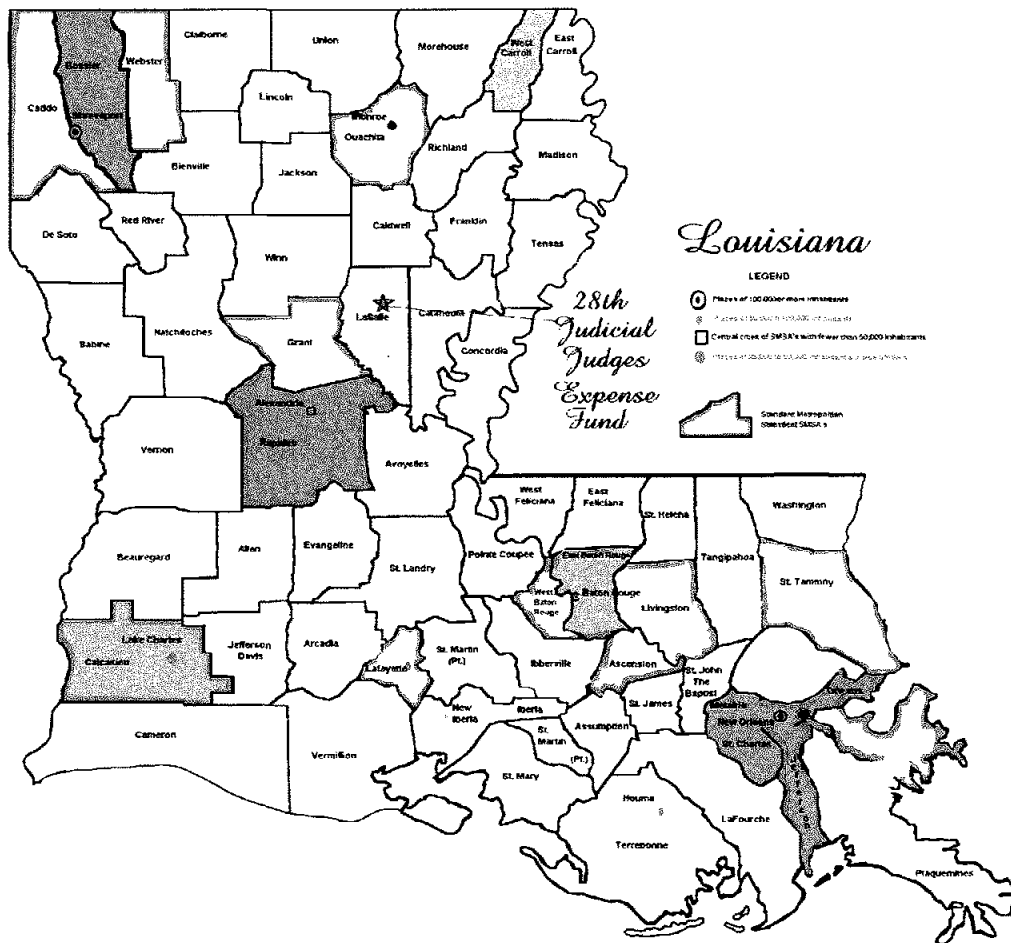 Claiborne
Union
Morehouse
West
Carroll
East
Carroll
Bossier
Webster
Caddo
Shreveport
Lincoln
Monroe
Ouachita
Richland
Madison
Bienville
Jackson
De Soto
Red River
Caldwell
Franklin
Tensas
Winn
Louisiana
LEGEND
Places of 100,000 or more inhabitants
Central cities of SMSA's with fewer than 50,000 inhabitants
Standard Metropolitan
SMSA's
28th
Judicial
Judges
Expense
Fund
Sabine
Natchitoches
LaSalle
Catahoula
Grant
Concordia
Alexandria
Rapides
Vernon
Avoyelles
West
Feliciana
East
Feliciana
St. Helena
Washington
Beauregard
Allen
Evangeline
St. Landry
Pointe Coupee
East Baton Rouge
Tangipahoa
St. Tammny
West
Baton
Rouge
Baton Rouge
Livingston
Lake Charles
Calcasieu
Jefferson
Davis
Arcadia
Lafayette
St. Martin
(Pt.)
Ibberville
Ascension
St. John
The
Baptist
New
Iberia
Iberia
St. James
Assumption
Orleans
New Orleans
St. Charles
Cameron
Vermillion
St.
Martin
(Pt.)
St. Mary
Houma
Terrebonne
LaFourche
Plaquemines